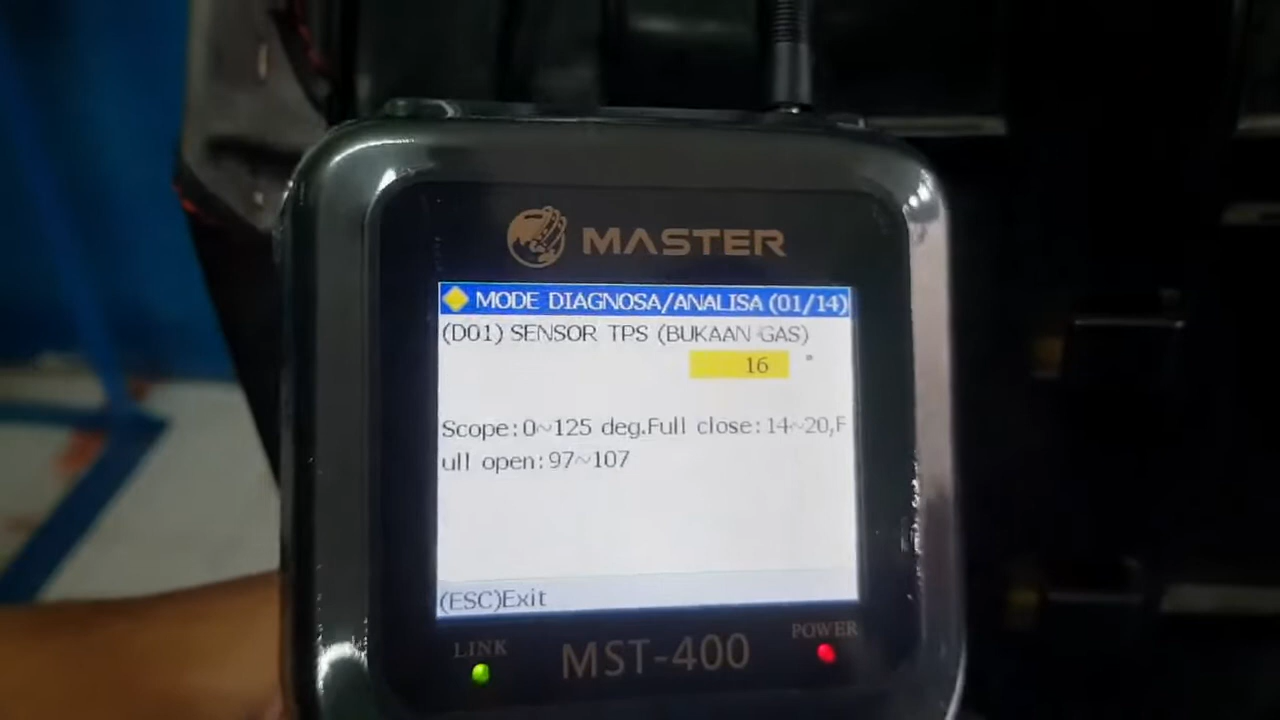 MASTER
MODE DIAGNOSA/ANALISA (01/14)
(D01) SENSOR TPS (BUKAAN GAS)
16 °
Scope:0~125 deg.Full close:14~20,F
ull open:97~107
(ESC)Exit
LINK
MST-400
POWER